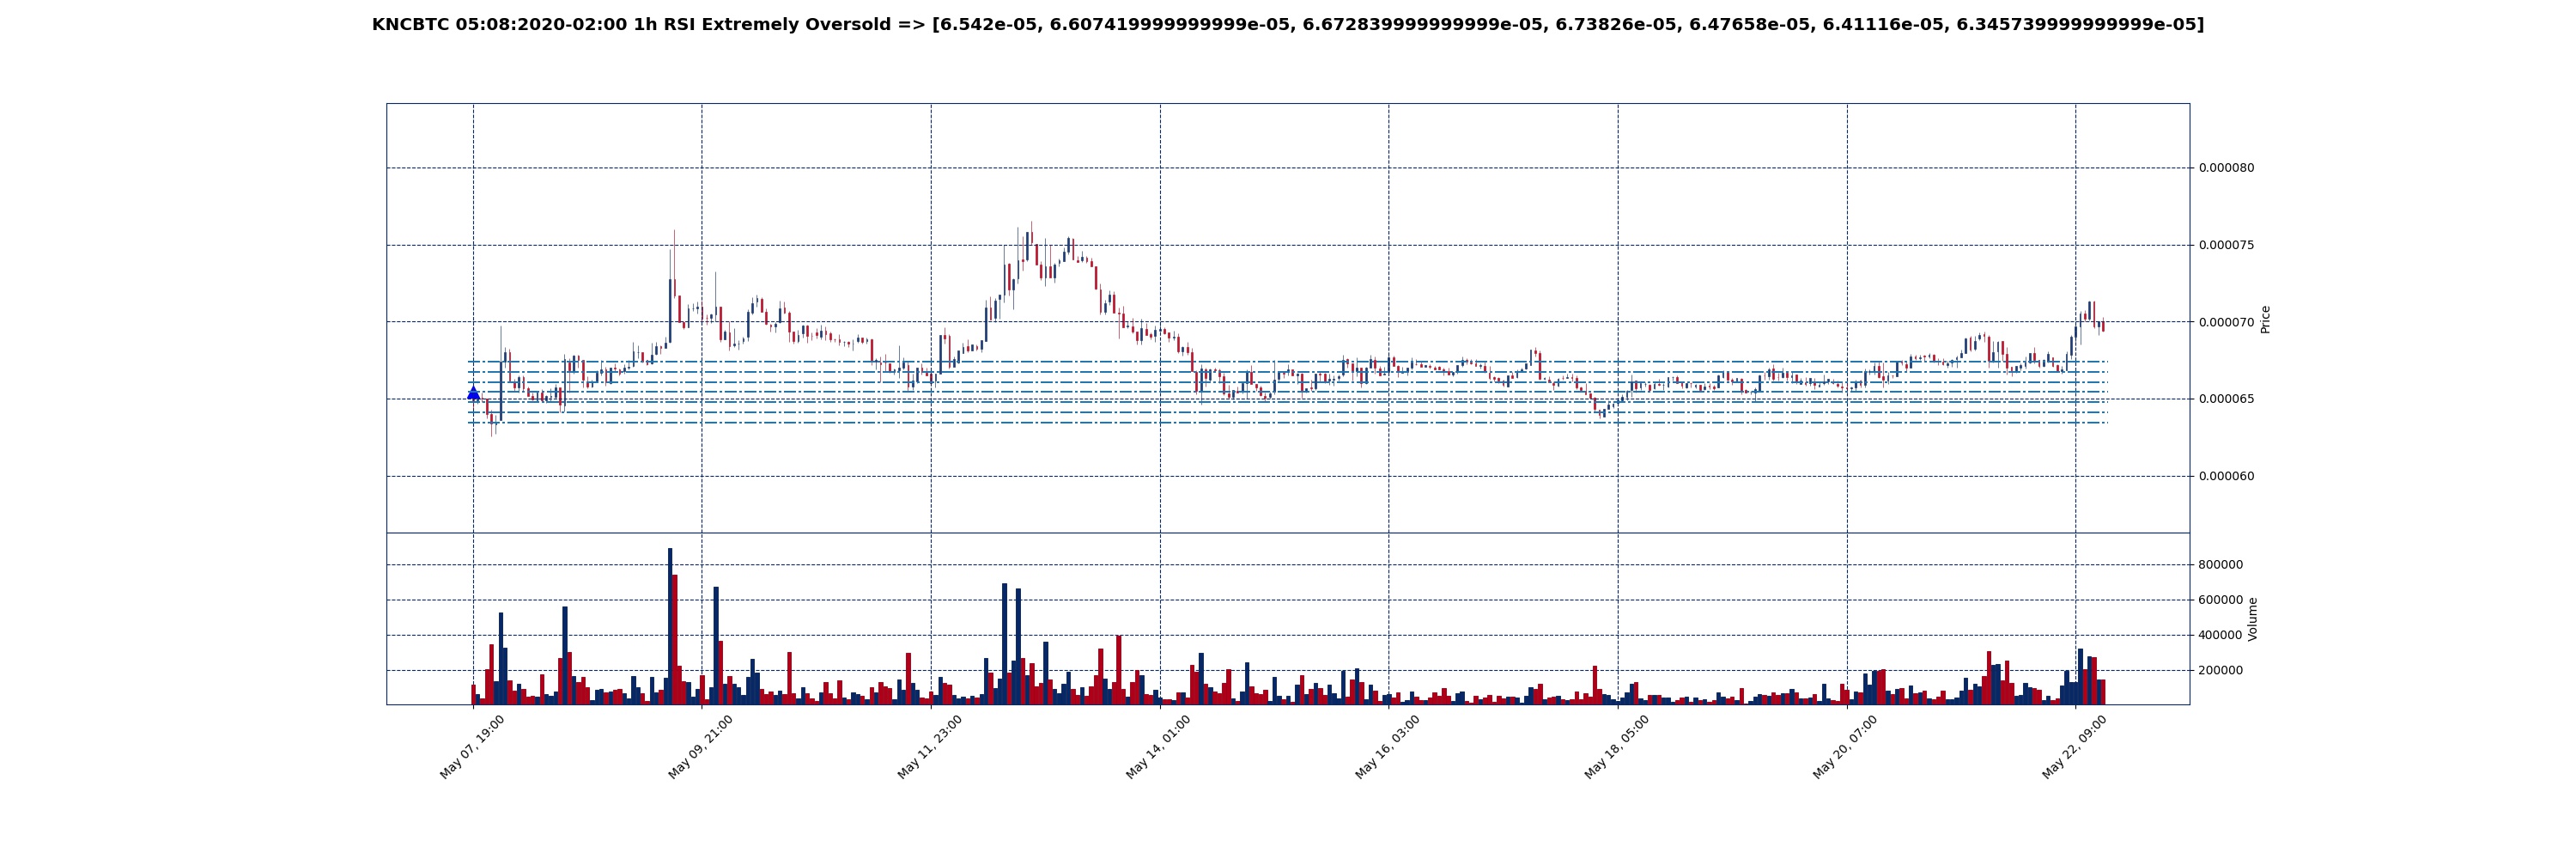 KNCBTC 05:08:2020-02:00 1h RSI Extremely Oversold => [6.542e-05, 6.607419999999999e-05, 6.672839999999999e-05, 6.73826e-05, 6.47658e-05, 6.41116e-05, 6.345739999999999e-05]
0.000080
0.000075
0.000070
0.000065
0.000060
Price
800000
600000
400000
200000
Volume
May 07, 19:00
May 09, 21:00
May 11, 23:00
May 14, 01:00
May 16, 03:00
May 18, 05:00
May 20, 07:00
May 22, 09:00